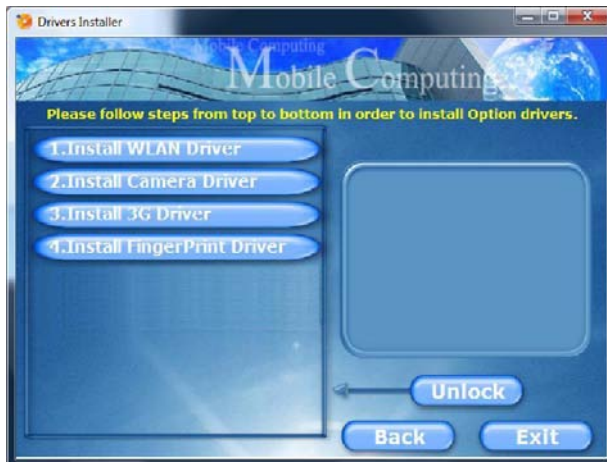 Drivers Installer
Mobile Computing
Mobile Computing
Please follow steps from top to bottom in order to install Option drivers.
1.Install WLAN Driver
2.Install Camera Driver
3.Install 3G Driver
4.Install FingerPrint Driver
Unlock
Back
Exit